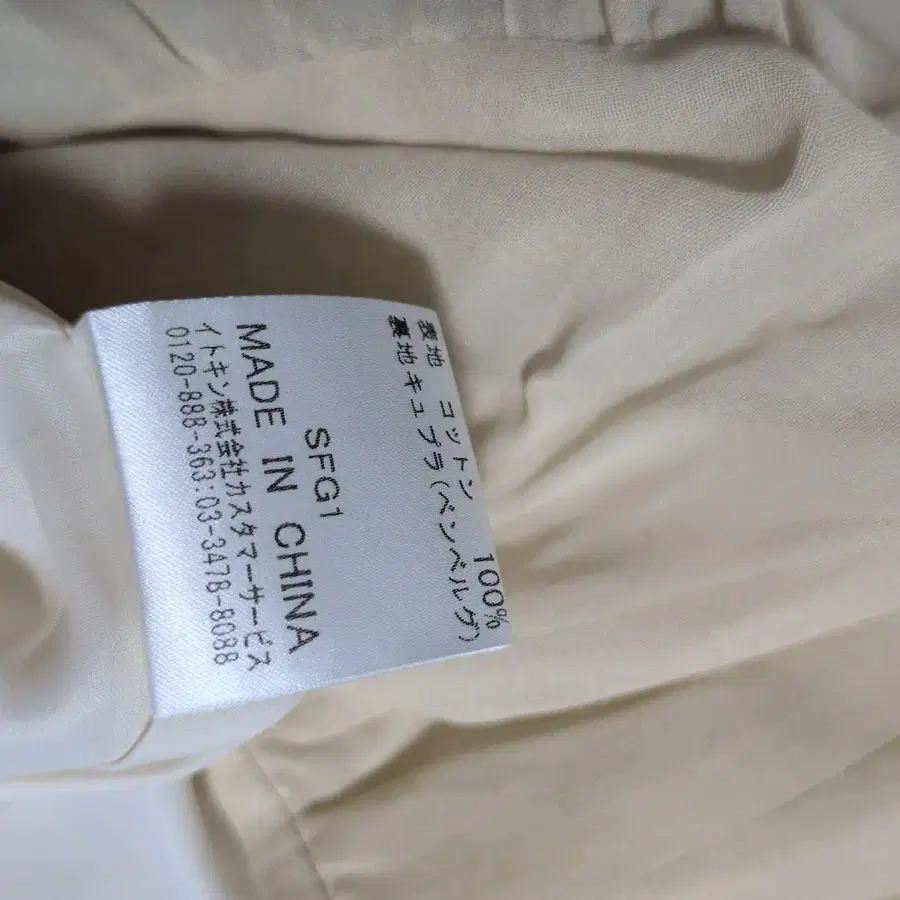 表地 コットン 100%
裏地 キュプラ(ベンベルグ)
SFG1
MADE IN CHINA
イトキン株式会社カスタマーサービス
0120-888-363:03-3478-8088